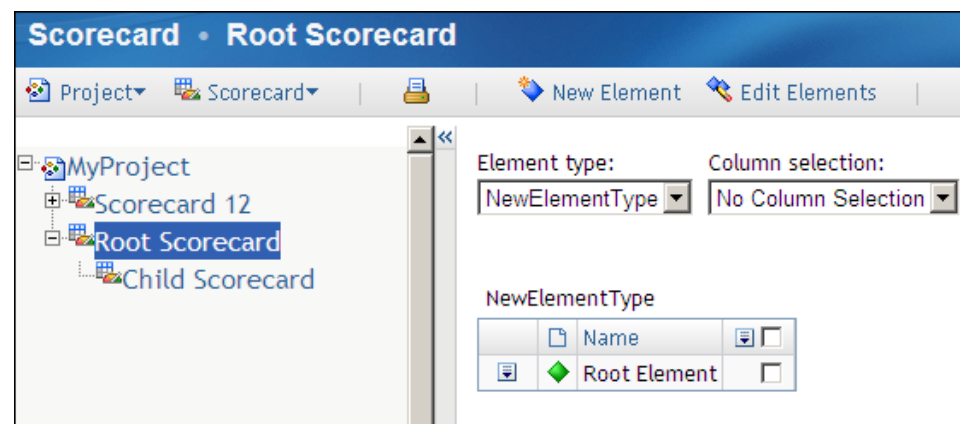 Scorecard • Root Scorecard
Project Scorecard New Element Edit Elements
MyProject
Scorecard 12
Root Scorecard
Child Scorecard
Element type: Column selection:
NewElementType No Column Selection
NewElementType
Name
Root Element